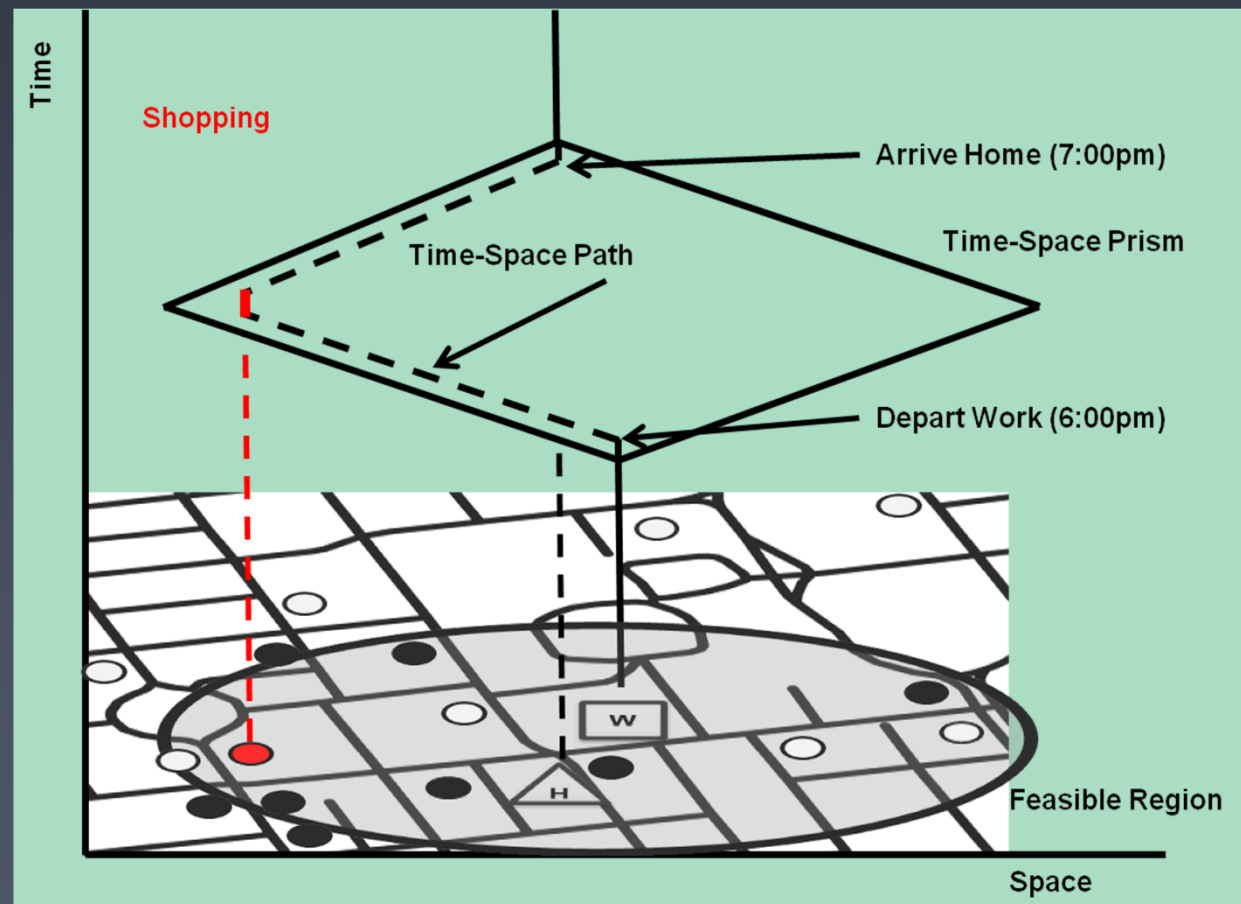 Time
Shopping
Arrive Home (7:00pm)
Time-Space Prism
Time-Space Path
Depart Work (6:00pm)
W
H
Feasible Region
Space